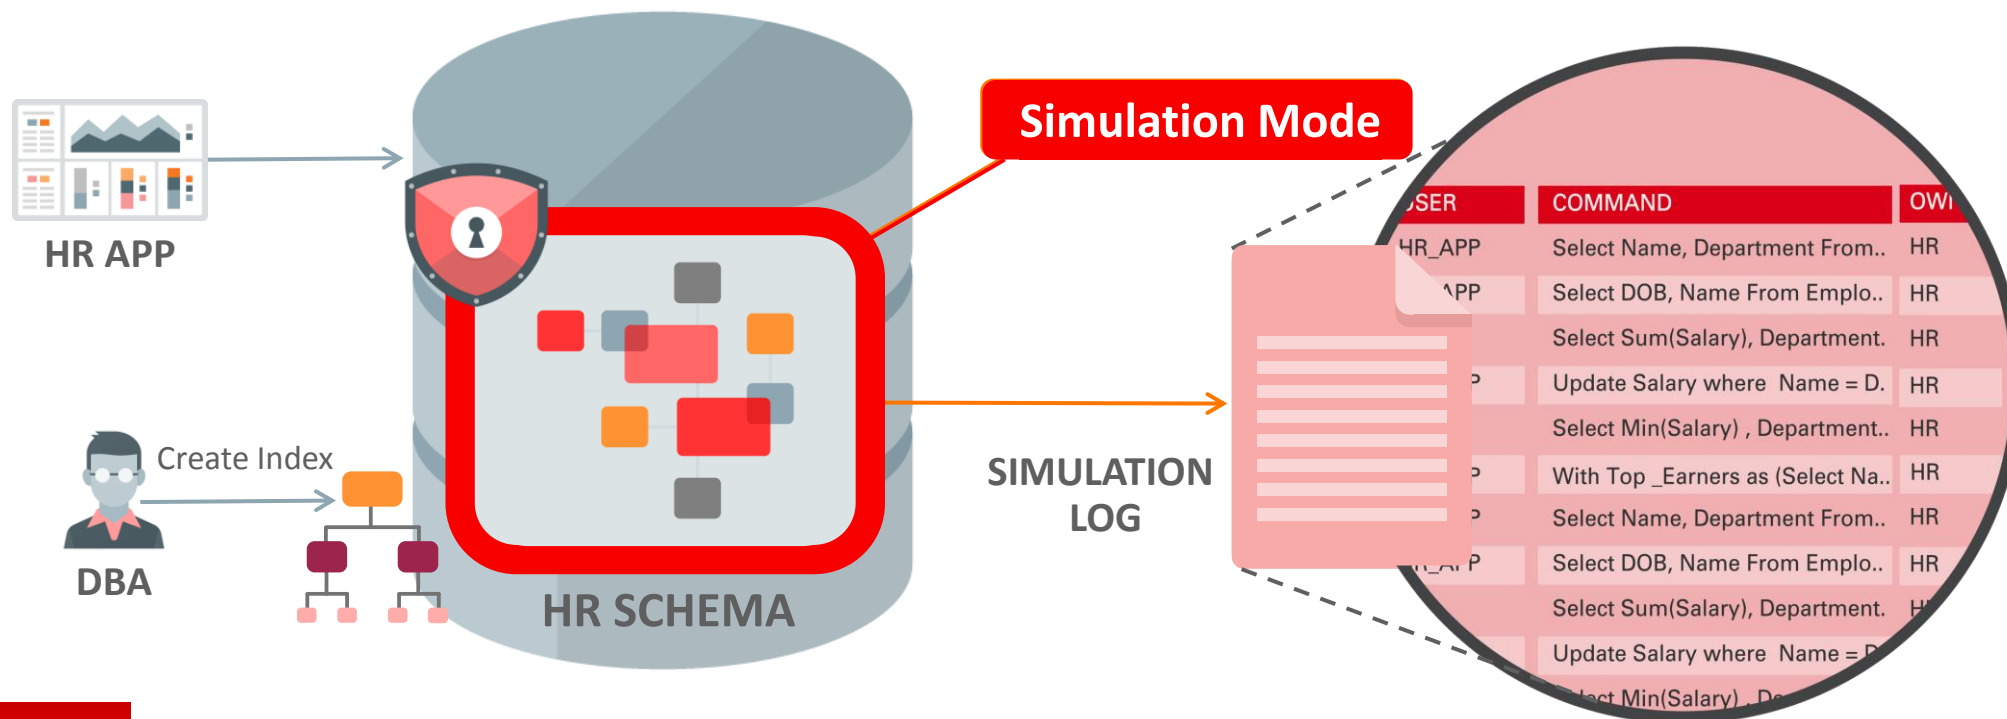 Simulation Mode
HR APP
Create Index
DBA
HR SCHEMA
SIMULATION
LOG
COMMAND
HR_APP Select Name, Department From.. HR
Select DOB, Name From Emplo.. HR
Select Sum(Salary), Department. HR
Update Salary where Name = D. HR
Select Min(Salary) , Department.. HR
With Top _Earners as (Select Na.. HR
Select Name, Department From.. HR
Select DOB, Name From Emplo.. HR
Select Sum(Salary), Department.
Update Salary where Name =
Min(Salary) ,